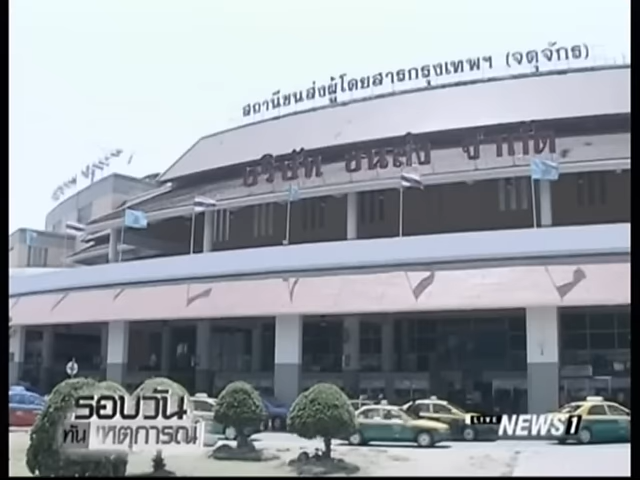 สถานีขนส่งผู้โดยสารกรุงเทพฯ (จตุจักร)
บริษัท ขนส่ง จำกัด
รอบวัน
ทันเหตุการณ์
LIVE NEWS1